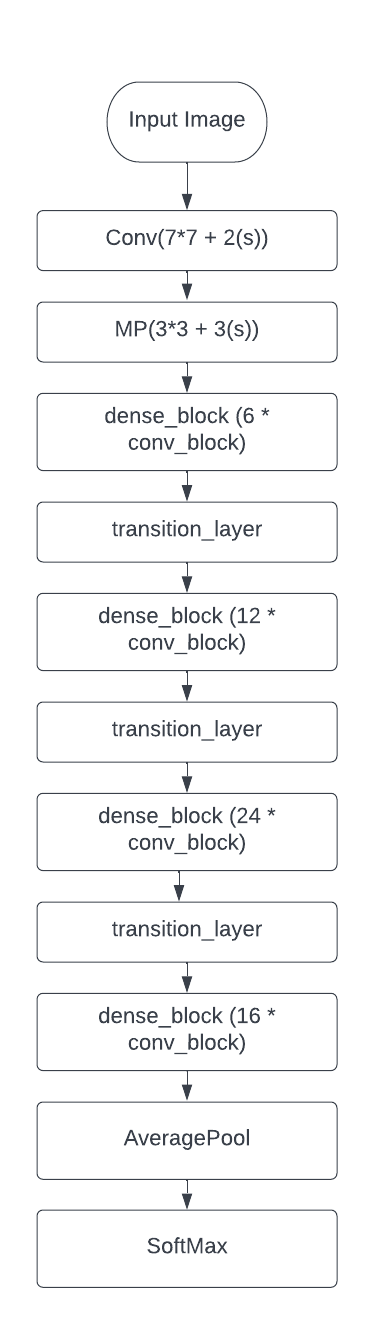 Input Image
Conv(7*7 + 2(s))
MP(3*3 + 3(s))
dense_block (6 *
conv_block)
transition_layer
dense_block (12 *
conv_block)
transition_layer
dense_block (24 *
conv_block)
transition_layer
dense_block (16 *
conv_block)
AveragePool
SoftMax